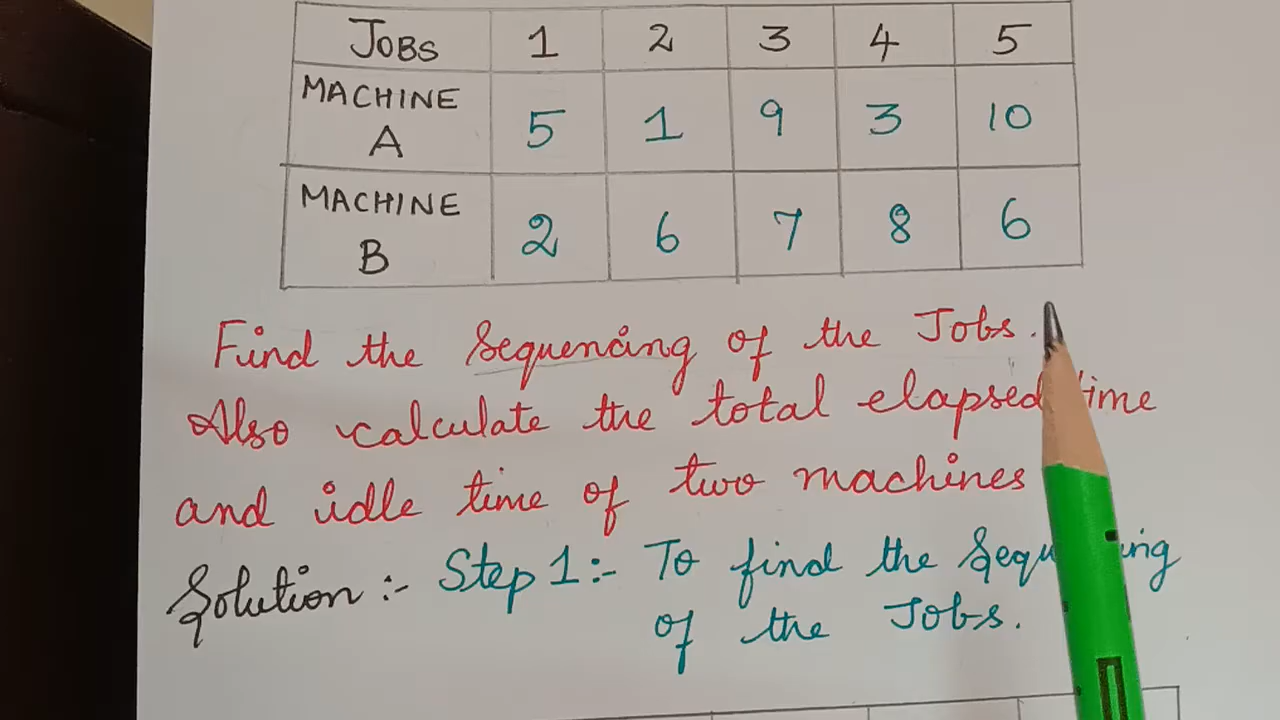 JOBS 1 2 3 4 5
MACHINE A 5 1 9 3 10
MACHINE B 2 6 7 8 6
Find the Sequencing of the Jobs.
Also calculate the total elapsed time
and idle time of two machines
Solution :- Step 1:- To find the Sequencing
of the Jobs.